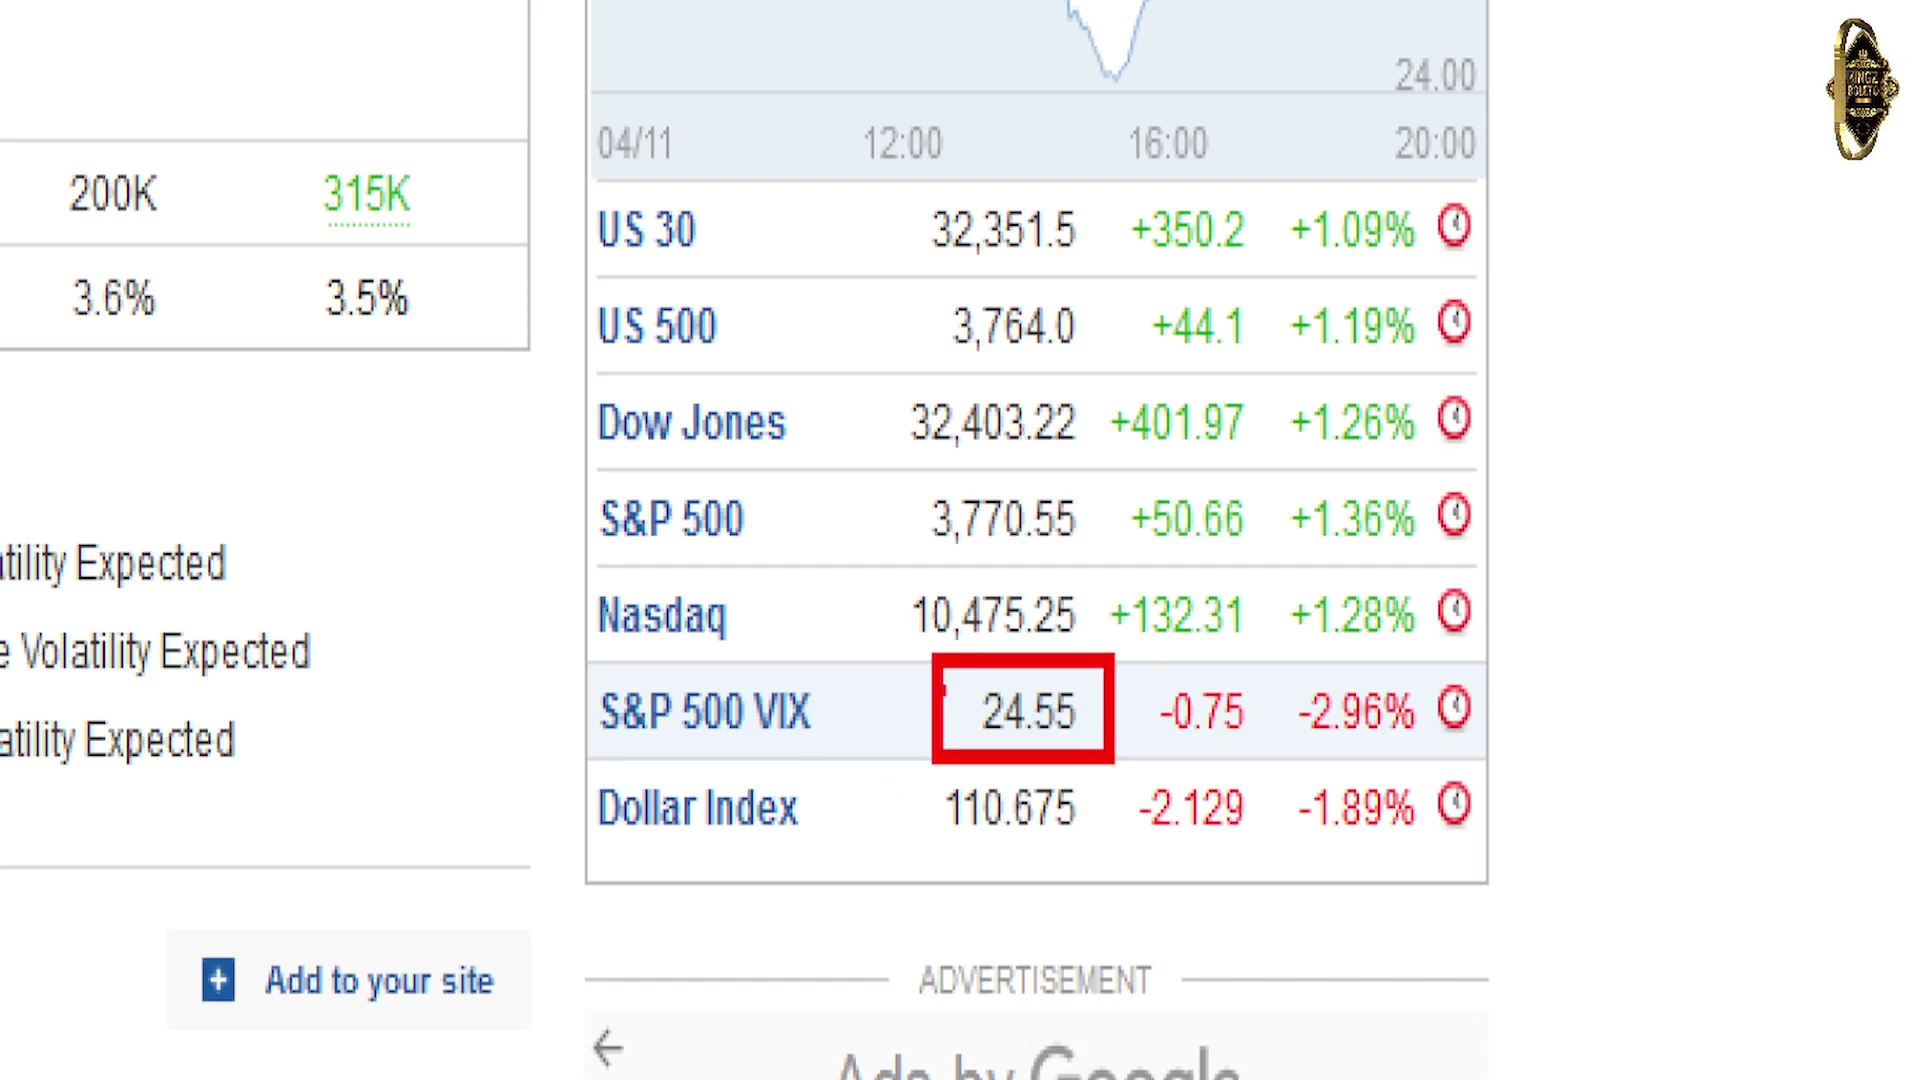 24.00
04/11 12:00 16:00 20:00
200K 315K
3.6% 3.5%
US 30 32,351.5 +350.2 +1.09%
US 500 3,764.0 +44.1 +1.19%
Dow Jones 32,403.22 +401.97 +1.26%
S&P 500 3,770.55 +50.66 +1.36%
Nasdaq 10,475.25 +132.31 +1.28%
S&P 500 VIX 24.55 -0.75 -2.96%
Dollar Index 110.675 -2.129 -1.89%
Expected
Volatility Expected
Expected
+ Add to your site
ADVERTISEMENT
Ads by Google
KINGZ